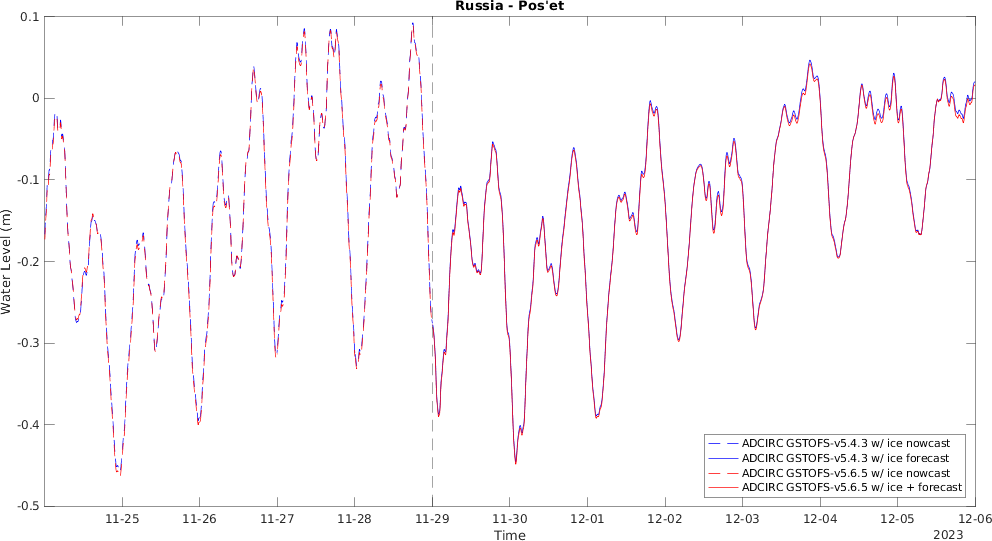 Russia - Pos'et
0.1
0
-0.1
-0.2
-0.3
-0.4
-0.5
Water Level (m)
11-25 11-26 11-27 11-28 11-29 11-30 12-01 12-02 12-03 12-04 12-05 12-06
Time
2023
ADCIRC GSTOFS-v5.4.3 w/ ice nowcast
ADCIRC GSTOFS-v5.4.3 w/ ice forecast
ADCIRC GSTOFS-v5.6.5 w/ ice nowcast
ADCIRC GSTOFS-v5.6.5 w/ ice + forecast